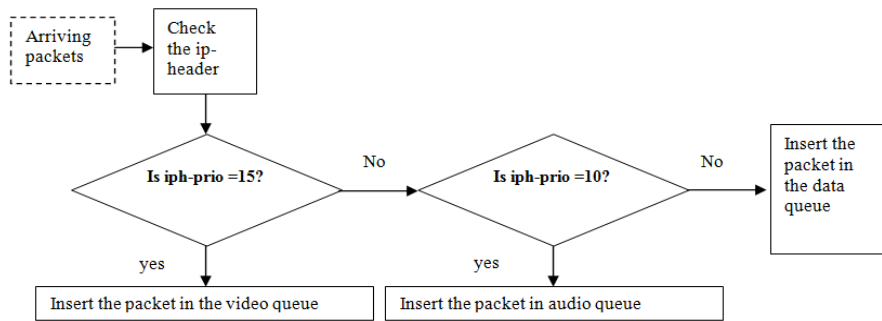 Arriving
packets
Check
the ip-
header
Is iph-prio =15?
No
Is iph-prio =10?
No
Insert the
packet in
the data
queue
yes
yes
Insert the packet in the video queue
Insert the packet in audio queue